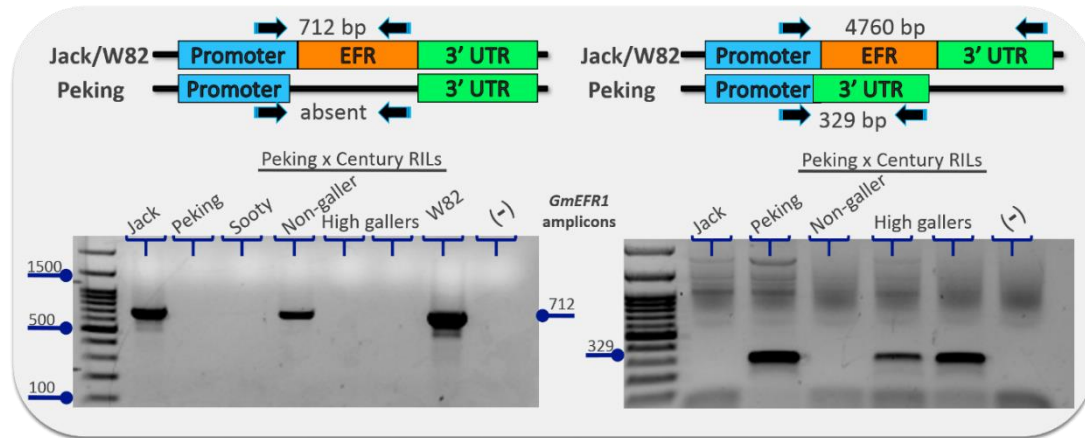 712 bp
Jack/W82 Promoter EFR 3' UTR
Peking Promoter 3' UTR
absent
Peking x Century RILs
Jack Peking Sooty Non-galler High gallers W82 (-)
1500
500
100
GmEFR1
amplicons
712
4760 bp
Jack/W82 Promoter EFR 3' UTR
Peking Promoter 3' UTR
329 bp
Peking x Century RILs
Jack Peking Non-galler High gallers (-)
329